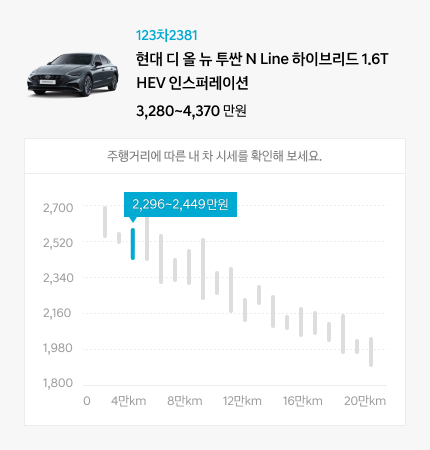 123차2381
현대 디 올 뉴 투싼 N Line 하이브리드 1.6T
HEV 인스퍼레이션
3,280~4,370 만원
주행거리에 따른 내 차 시세를 확인해 보세요.
2,296~2,449만원
2,700
2,520
2,340
2,160
1,980
1,800
0 4만km 8만km 12만km 16만km 20만km